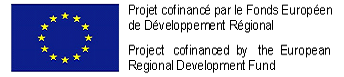 Projet cofinancé par le Fonds Européen
de Développement Régional
Project cofinanced by the European
Regional Development Fund